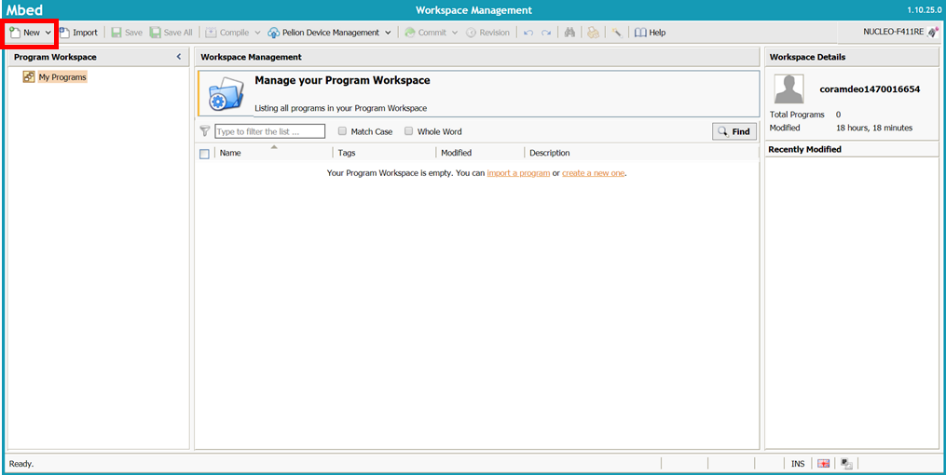 Mbed Workspace Management 1.10.25.0
New Import Save Save All Compile Pelion Device Management Commit Revision Help NUCLEO-F411RE
Program Workspace
My Programs
Workspace Management
Manage your Program Workspace
Listing all programs in your Program Workspace
Type to filter the list ... Match Case Whole Word Find
Name Tags Modified Description
Your Program Workspace is empty. You can import a program or create a new one.
Workspace Details
coramdeo1470016654
Total Programs 0
Modified 18 hours, 18 minutes
Recently Modified
Ready. INS